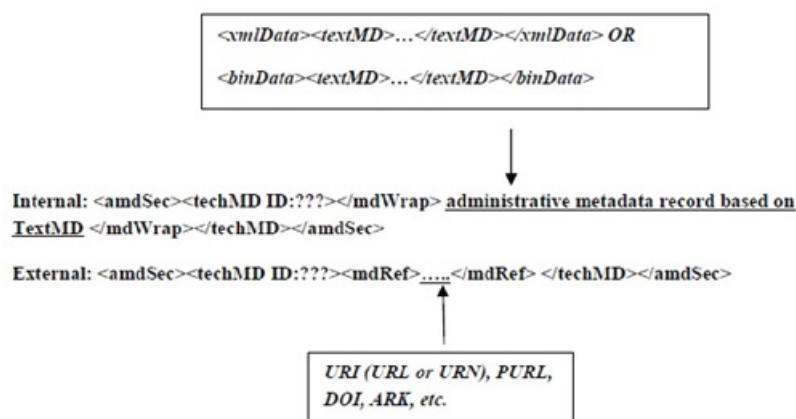 <xmlData><textMD>…</textMD></xmlData> OR
<binData><textMD>…</textMD></binData>
Internal: <amdSec><techMD ID:???></mdWrap> administrative metadata record based on
TextMD </mdWrap></techMD></amdSec>
External: <amdSec><techMD ID:???><mdRef>…..</mdRef> </techMD></amdSec>
URI (URL or URN), PURL,
DOI, ARK, etc.